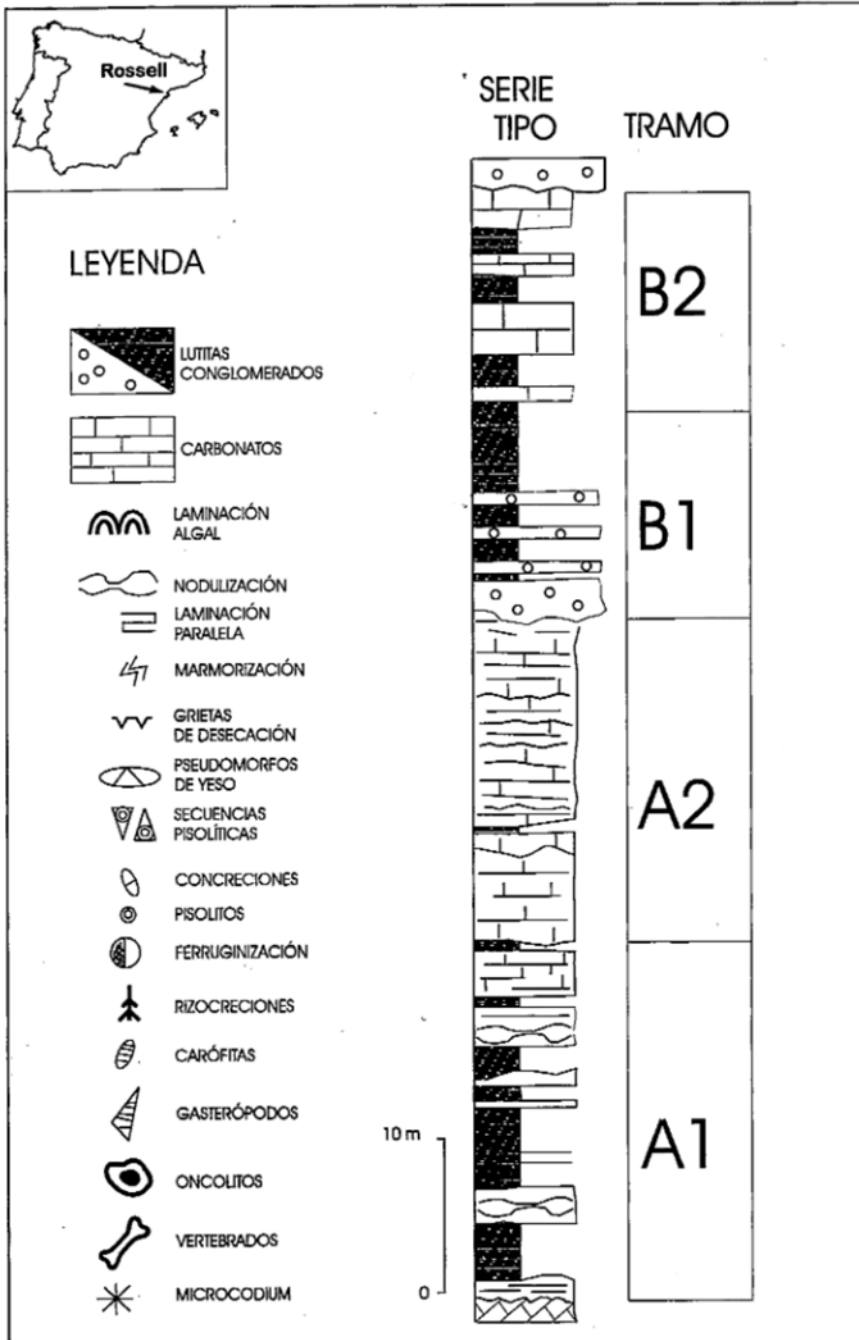 Rossell
SERIE
TIPO
TRAMO
LEYENDA
LUTITAS
CONGLOMERADOS
CARBONATOS
LAMINACIÓN
ALGAL
NODULIZACIÓN
LAMINACIÓN
PARALELA
MARMORIZACIÓN
GRIETAS
DE DESECACIÓN
PSEUDOMORFOS
DE YESO
SECUENCIAS
PISOLÍTICAS
CONCRECIONES
PISOLITOS
FERRUGINIZACIÓN
RIZOCRECIONES
CARÓFITAS
GASTERÓPODOS
ONCOLITOS
VERTEBRADOS
MICROCODIUM
10 m
0
B2
B1
A2
A1